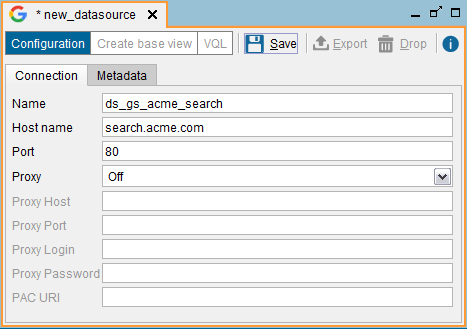 * new_datasource
Configuration Create base view VQL Save Export Drop
Connection Metadata
Name ds_gs_acme_search
Host name search.acme.com
Port 80
Proxy Off
Proxy Host
Proxy Port
Proxy Login
Proxy Password
PAC URI